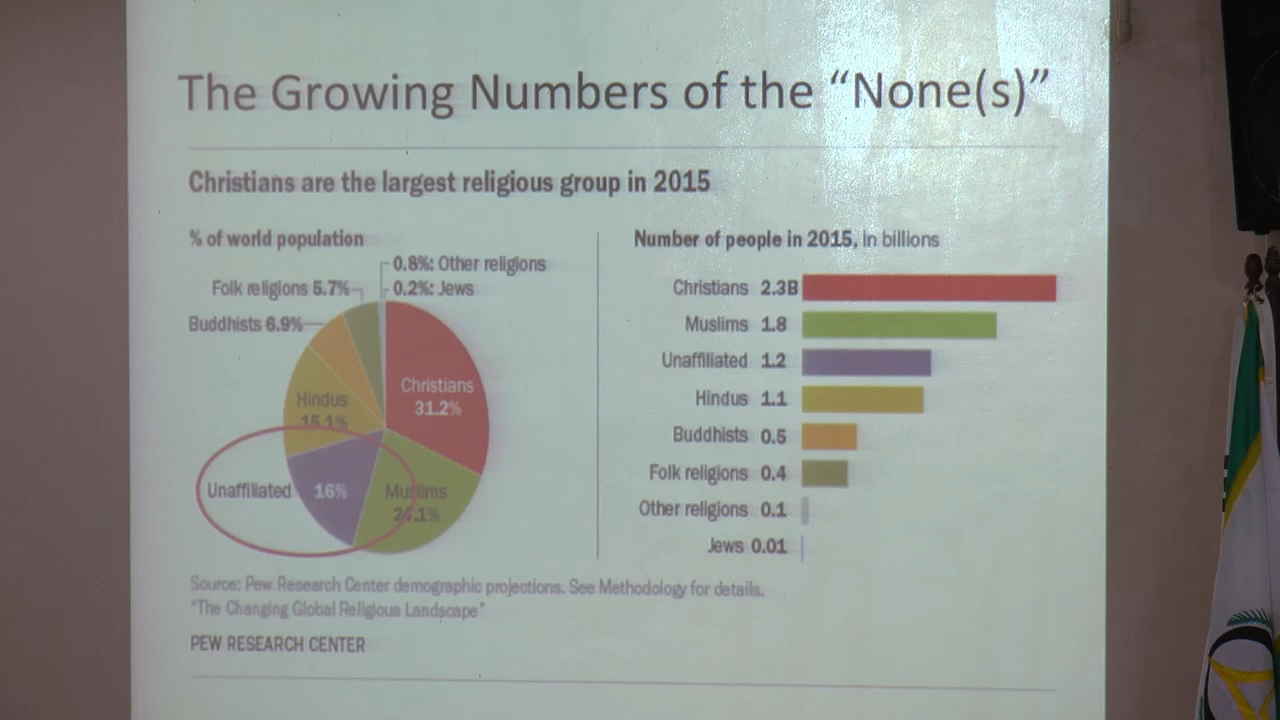 The Growing Numbers of the “None(s)”
Christians are the largest religious group in 2015
% of world population
0.8%: Other religions
Folk religions 5.7%
0.2%: Jews
Buddhists 6.9%
Christians
31.2%
Hindus
15.1%
Unaffiliated
16%
Muslims
24.1%
Number of people in 2015, in billions
Christians 2.3B
Muslims 1.8
Unaffiliated 1.2
Hindus 1.1
Buddhists 0.5
Folk religions 0.4
Other religions 0.1
Jews 0.01
Source: Pew Research Center demographic projections. See Methodology for details.
“The Changing Global Religious Landscape”
PEW RESEARCH CENTER